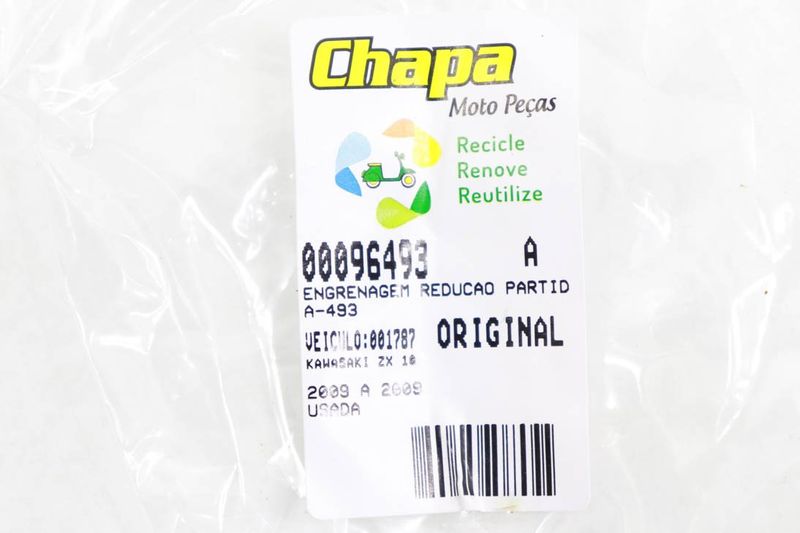 Chapa
Moto Peças
Recicle
Renove
Reutilize
00096493 A
ENGRENAGEM REDUCAO PARTID
A-493
VEICULO:001787 ORIGINAL
KAWASAKI ZX 10
2009 A 2009
USADA